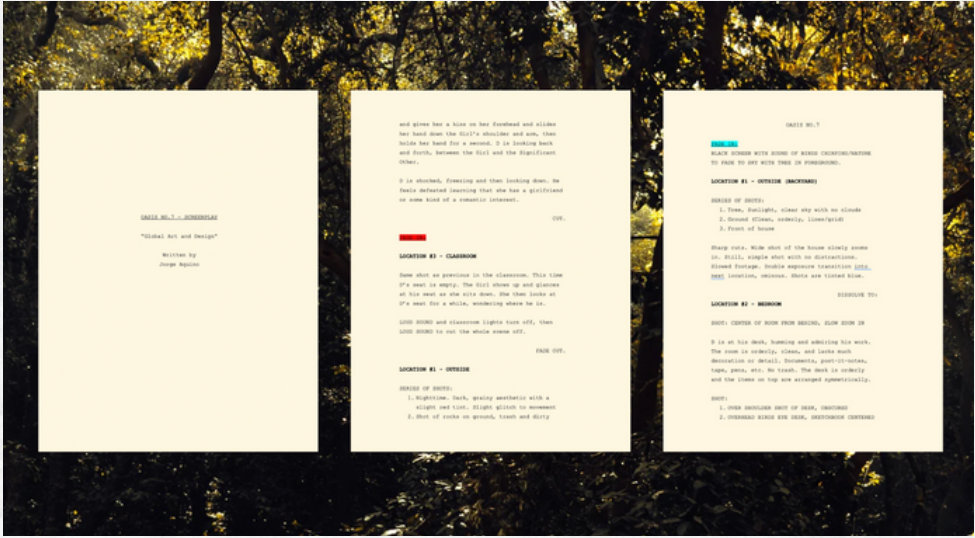 OASIS NO.7 - SCREENPLAY
"Global Art and Design"
Written by
Jorge Aquino
and gives her a kiss on her forehead and slides
her hand down the Girl's shoulder and arm, then
holds her hand for a second. D is looking back
and forth, between the Girl and the Significant
Other.
D is shocked, freezing and then looking down. He
feels defeated learning that she has a girlfriend
or some kind of a romantic interest.
CUT.
FADE IN:
LOCATION #3 - CLASSROOM
Same shot as previous in the classroom. This time
D's seat is empty. The Girl shows up and glances
at his seat as she sits down. She then looks at
D's seat for a while, wondering where he is.
LOUD SOUND and classroom lights turn off, then
LOUD SOUND to cut the whole scene off.
FADE OUT.
LOCATION #1 - OUTSIDE
SERIES OF SHOTS:
1. Nighttime. Dark, grainy aesthetic with a
slight red tint. Slight glitch to movement
2. Shot of rocks on ground, trash and dirty
OASIS NO.7
FADE IN:
BLACK SCREEN WITH SOUND OF BIRDS CHIRPING/NATURE
TO FADE TO SKY WITH TREE IN FOREGROUND.
LOCATION #1 - OUTSIDE (BACKYARD)
SERIES OF SHOTS:
1. Tree, Sunlight, clear sky with no clouds
2. Ground (Clean, orderly, lines/grid)
3. Front of house
Sharp cuts. Wide shot of the house slowly zooms
in. Still, simple shot with no distractions.
Slowed footage. Double exposure transition into
next location, ominous. Shots are tinted blue.
DISSOLVE TO:
LOCATION #2 - BEDROOM
SHOT: CENTER OF ROOM FROM BEHIND, SLOW ZOOM IN
D is at his desk, humming and admiring his work.
The room is orderly, clean, and lacks much
decoration or detail. Documents, post-it-notes,
tape, pens, etc. No trash. The desk is orderly
and the items on top are arranged symmetrically.
SHOT:
1. OVER SHOULDER SHOT OF DESK, OBSCURED
2. OVERHEAD BIRDS EYE DESK, SKETCHBOOK CENTERED